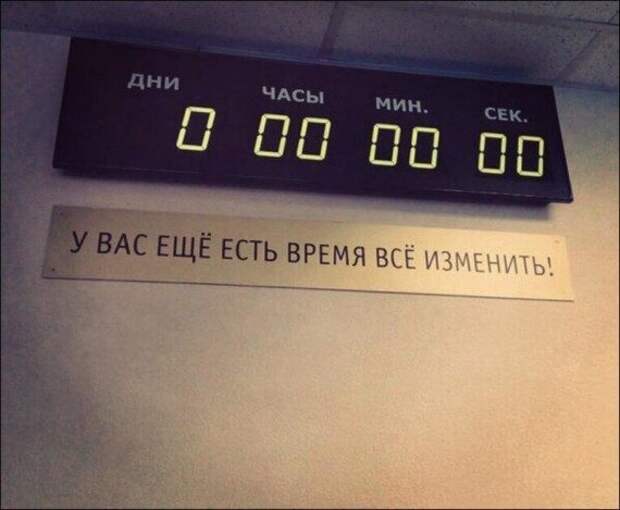 ДНИ ЧАСЫ МИН. СЕК.
0 00 00 00
У ВАС ЕЩЁ ЕСТЬ ВРЕМЯ ВСЁ ИЗМЕНИТЬ!